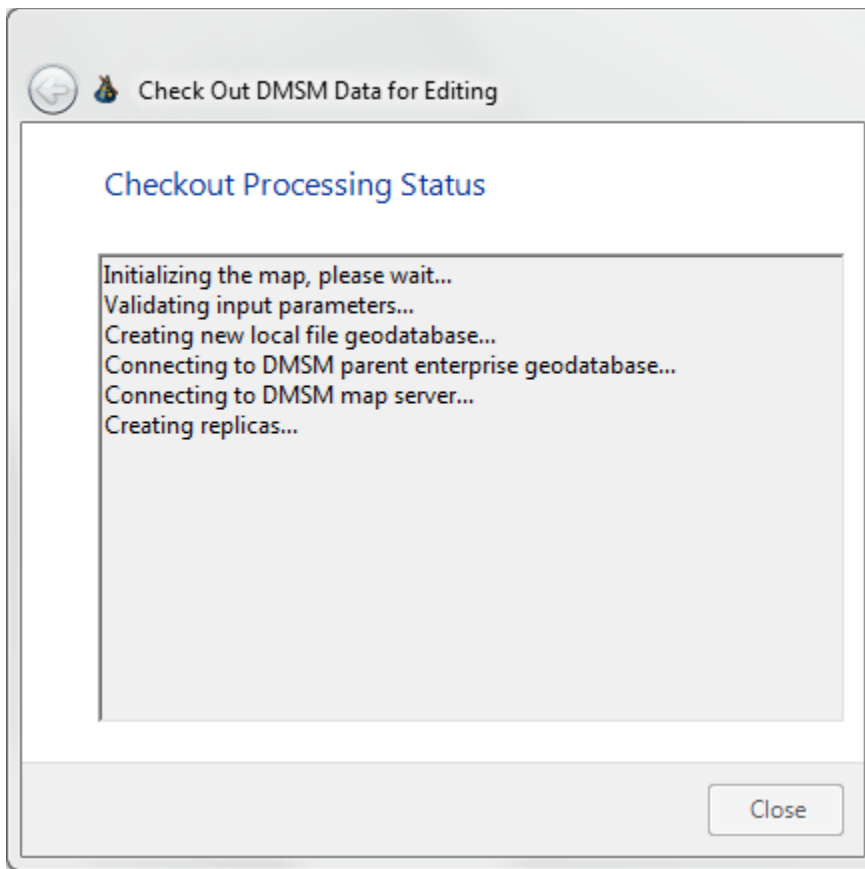 Check Out DMSM Data for Editing
Checkout Processing Status
Initializing the map, please wait...
Validating input parameters...
Creating new local file geodatabase...
Connecting to DMSM parent enterprise geodatabase...
Connecting to DMSM map server...
Creating replicas...
Close